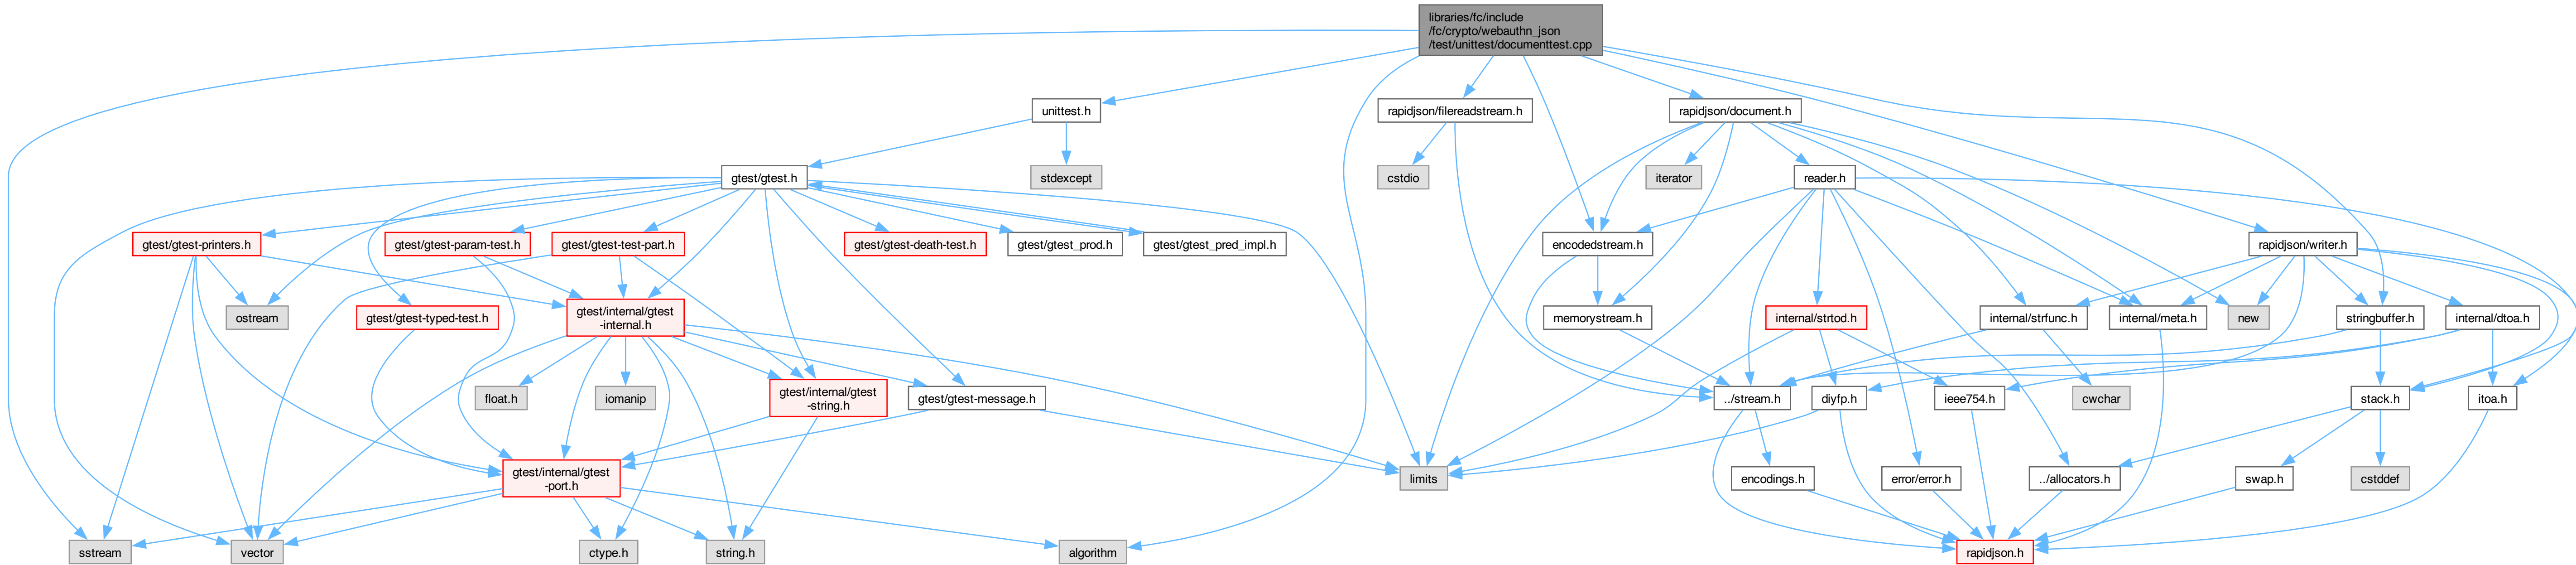 libraries/fc/include
/fc/crypto/webauthn_json
/test/unittest/documenttest.cpp
unittest.h
rapidjson/filereadstream.h
rapidjson/document.h
gtest/gtest.h
stdexcept
cstdio
iterator
reader.h
gtest/gtest-printers.h
gtest/gtest-param-test.h
gtest/gtest-test-part.h
gtest/gtest-death-test.h
gtest/gtest_prod.h
gtest/gtest_pred_impl.h
encodedstream.h
rapidjson/writer.h
ostream
gtest/gtest-typed-test.h
gtest/internal/gtest
-internal.h
memorystream.h
internal/strtod.h
internal/strfunc.h
internal/meta.h
new
stringbuffer.h
internal/dtoa.h
float.h
iomanip
gtest/internal/gtest
-string.h
gtest/gtest-message.h
../stream.h
diyfp.h
ieee754.h
cwchar
stack.h
itoa.h
gtest/internal/gtest
-port.h
limits
encodings.h
error/error.h
../allocators.h
swap.h
cstddef
sstream
vector
ctype.h
string.h
algorithm
rapidjson.h